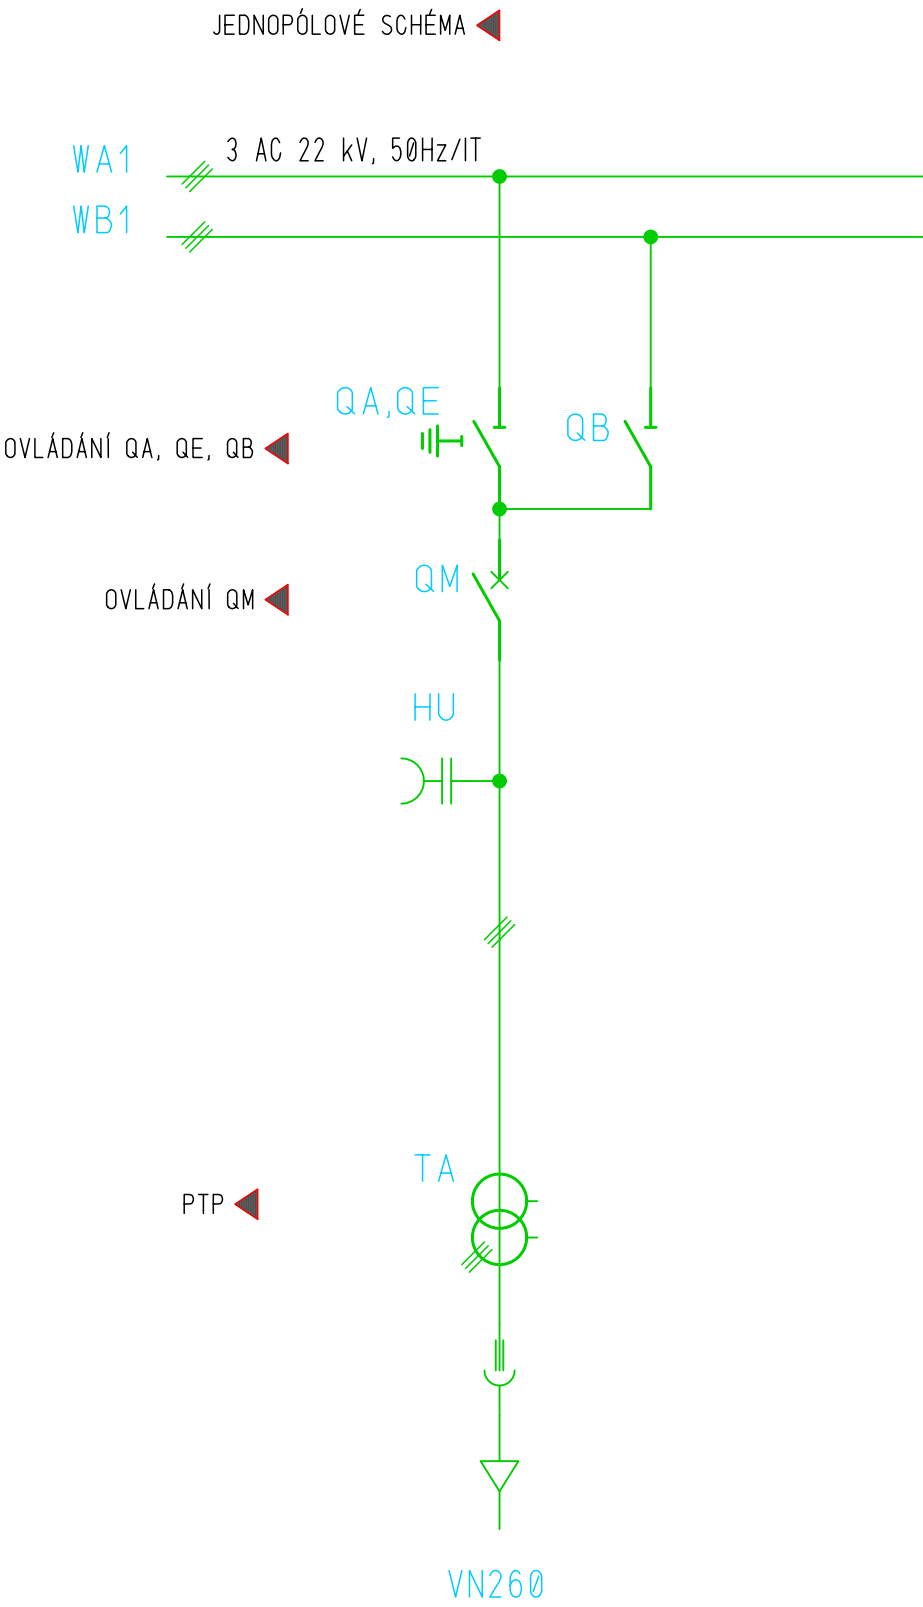 JEDNOPÓLOVÉ SCHÉMA
3 AC 22 kV, 50Hz/IT
WA1
WB1
QA,QE
QB
OVLÁDÁNÍ QA, QE, QB
QM
OVLÁDÁNÍ QM
HU
TA
PTP
VN260